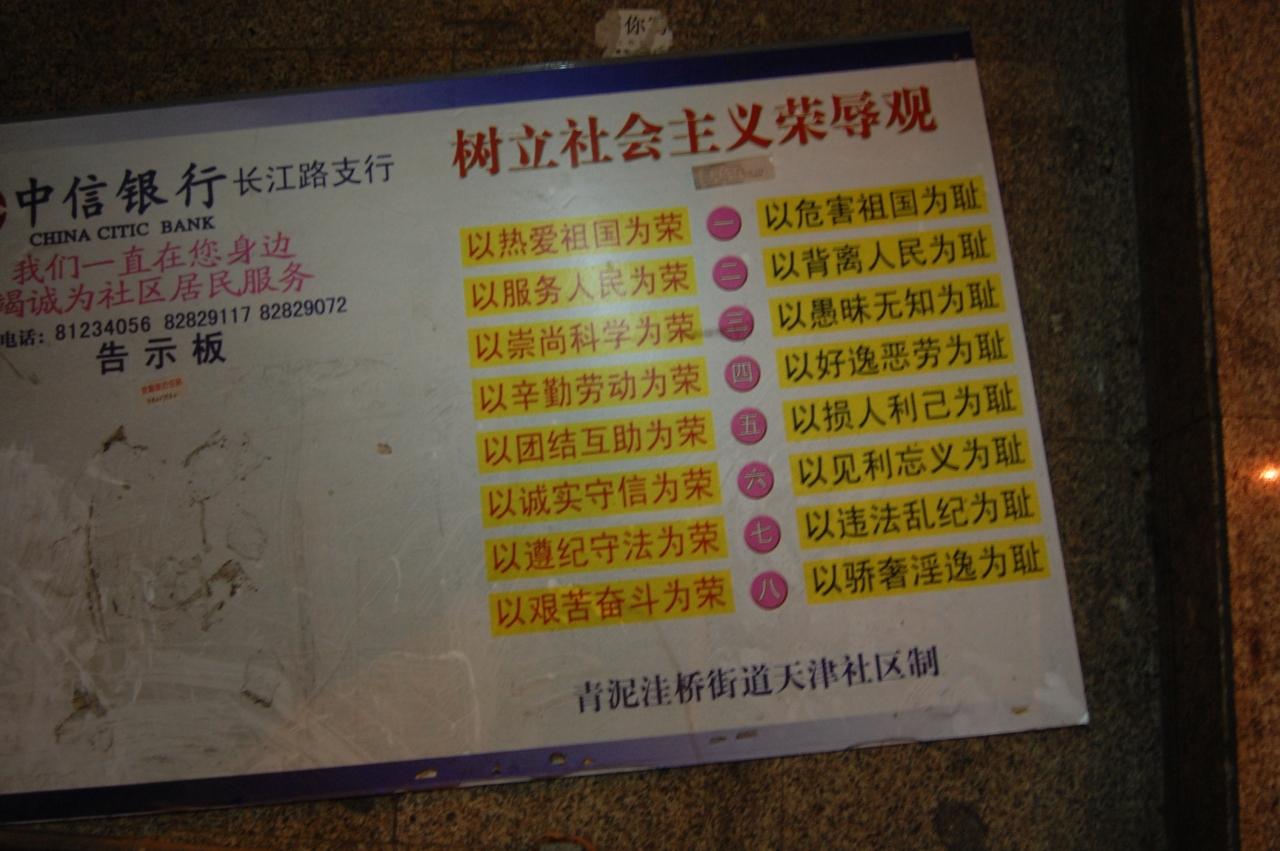 你
中信银行 长江路支行
CHINA CITIC BANK
我们一直在您身边
竭诚为社区居民服务
电话：81234056 82829117 82829072
告示板
树立社会主义荣辱观
以热爱祖国为荣 一 以危害祖国为耻
以服务人民为荣 二 以背离人民为耻
以崇尚科学为荣 三 以愚昧无知为耻
以辛勤劳动为荣 四 以好逸恶劳为耻
以团结互助为荣 五 以损人利己为耻
以诚实守信为荣 六 以见利忘义为耻
以遵纪守法为荣 七 以违法乱纪为耻
以艰苦奋斗为荣 八 以骄奢淫逸为耻
青泥洼桥街道天津社区制